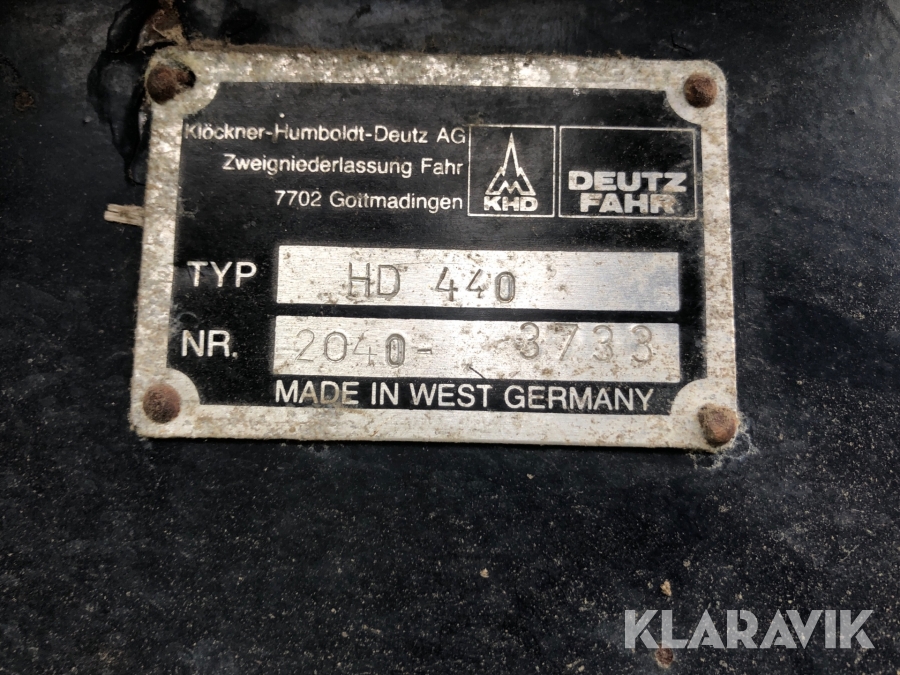 Klöckner-Humboldt-Deutz AG
Zweigniederlassung Fahr
7702 Gottmadingen
KHD
DEUTZ
FAHR
TYP HD 440
NR. 2040- 3733
MADE IN WEST GERMANY
KLARAVIK